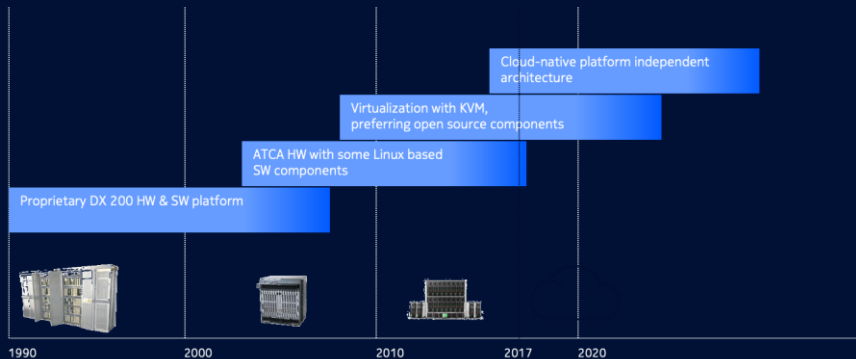 Cloud-native platform independent
architecture
Virtualization with KVM,
preferring open source components
ATCA HW with some Linux based
SW components
Proprietary DX 200 HW & SW platform
1990
2000
2010
2017
2020